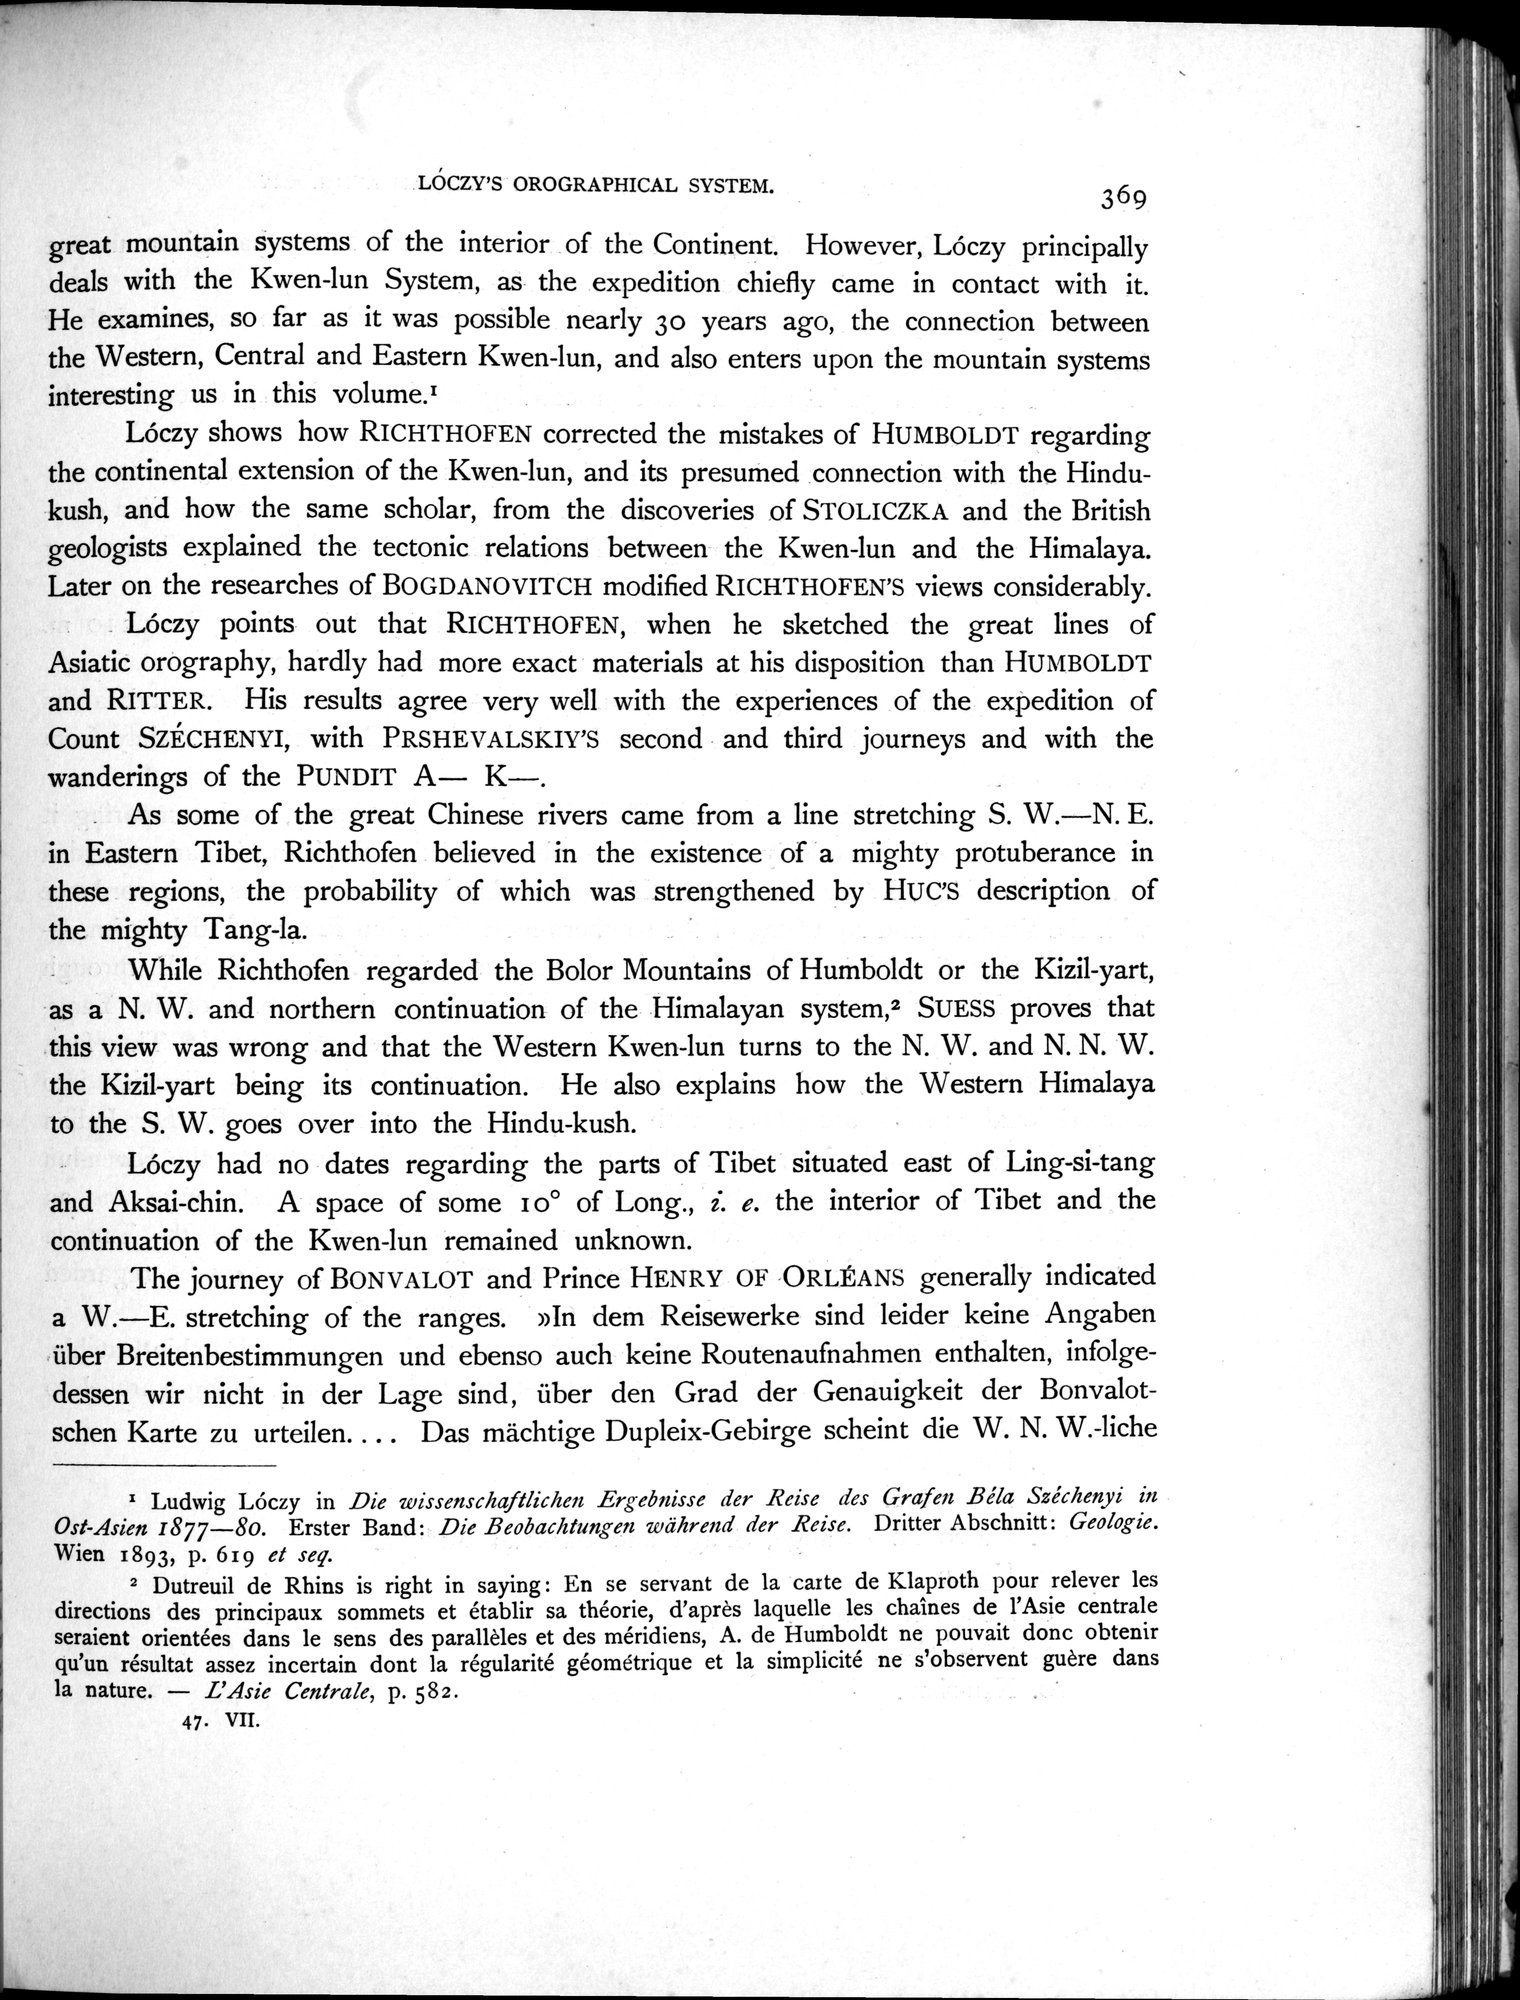 LÓCZY'S OROGRAPHICAL SYSTEM.
369
great mountain systems of the interior of the Continent. However, Lóczy principally
deals with the Kwen-lun System, as the expedition chiefly came in contact with it.
He examines, so far as it was possible nearly 30 years ago, the connection between
the Western, Central and Eastern Kwen-lun, and also enters upon the mountain systems
interesting us in this volume.¹
Lóczy shows how RICHTHOFEN corrected the mistakes of HUMBOLDT regarding
the continental extension of the Kwen-lun, and its presumed connection with the Hindu-
kush, and how the same scholar, from the discoveries of STOLICZKA and the British
geologists explained the tectonic relations between the Kwen-lun and the Himalaya.
Later on the researches of BOGDANOVITCH modified RICHTHOFEN'S views considerably.
Lóczy points out that RICHTHOFEN, when he sketched the great lines of
Asiatic orography, hardly had more exact materials at his disposition than HUMBOLDT
and RITTER. His results agree very well with the experiences of the expedition of
Count SZÉCHENYI, with PRSHEVALSKIY'S second and third journeys and with the
wanderings of the PUNDIT A— K—.
As some of the great Chinese rivers came from a line stretching S. W.—N. E.
in Eastern Tibet, Richthofen believed in the existence of a mighty protuberance in
these regions, the probability of which was strengthened by HUC'S description of
the mighty Tang-la.
While Richthofen regarded the Bolor Mountains of Humboldt or the Kizil-yart,
as a N. W. and northern continuation of the Himalayan system,² SUESS proves that
this view was wrong and that the Western Kwen-lun turns to the N. W. and N. N. W.
the Kizil-yart being its continuation. He also explains how the Western Himalaya
to the S. W. goes over into the Hindu-kush.
Lóczy had no dates regarding the parts of Tibet situated east of Ling-si-tang
and Aksai-chin. A space of some 10° of Long., i. e. the interior of Tibet and the
continuation of the Kwen-lun remained unknown.
The journey of BONVALOT and Prince HENRY OF ORLÉANS generally indicated
a W.—E. stretching of the ranges. »In dem Reisewerke sind leider keine Angaben
über Breitenbestimmungen und ebenso auch keine Routenaufnahmen enthalten, infolge-
dessen wir nicht in der Lage sind, über den Grad der Genauigkeit der Bonvalot-
schen Karte zu urteilen.... Das mächtige Dupleix-Gebirge scheint die W. N. W.-liche
¹ Ludwig Lóczy in Die wissenschaftlichen Ergebnisse der Reise des Grafen Béla Széchenyi in
Ost-Asien 1877—80. Erster Band: Die Beobachtungen während der Reise. Dritter Abschnitt: Geologie.
Wien 1893, p. 619 et seq.
² Dutreuil de Rhins is right in saying: En se servant de la carte de Klaproth pour relever les
directions des principaux sommets et établir sa théorie, d'après laquelle les chaînes de l'Asie centrale
seraient orientées dans le sens des parallèles et des méridiens, A. de Humboldt ne pouvait donc obtenir
qu'un résultat assez incertain dont la régularité géométrique et la simplicité ne s'observent guère dans
la nature. — L'Asie Centrale, p. 582.
47. VII.